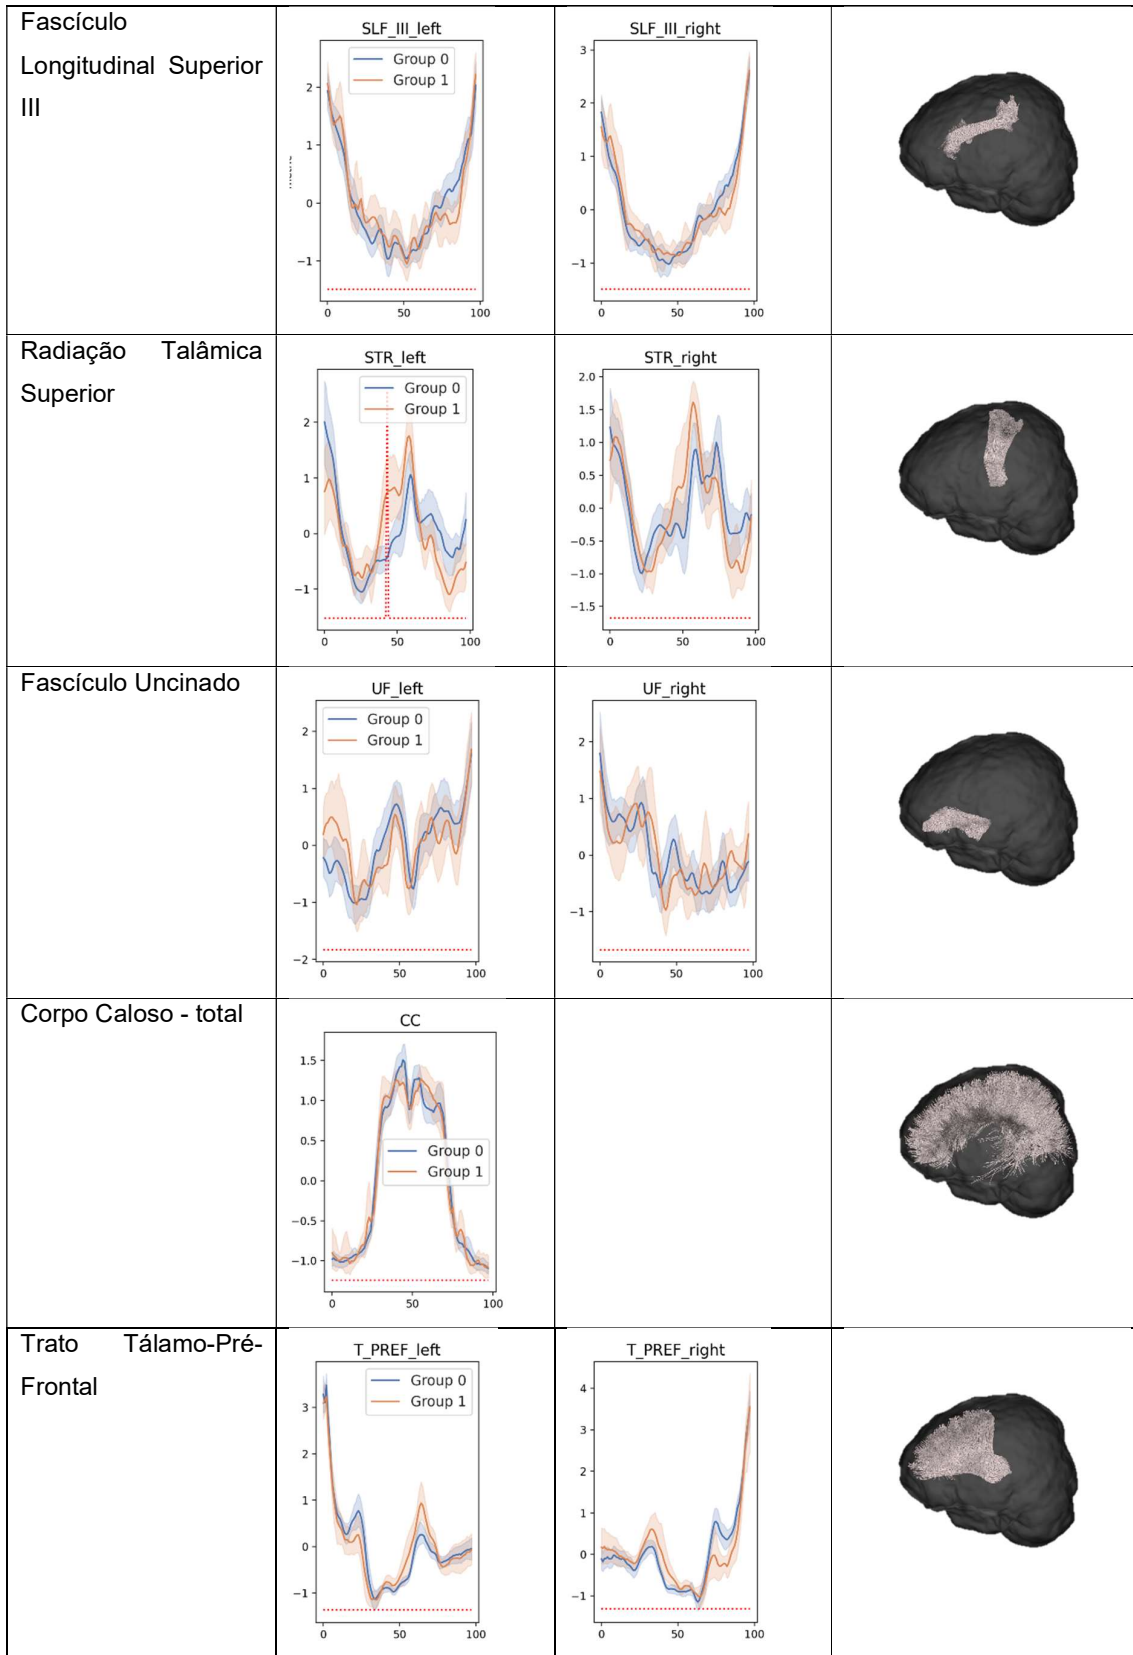 Fascículo
Longitudinal Superior
III
SLF_III_left
Group 0
Group 1
2
1
0
−1
0
50
100
SLF_III_right
3
2
1
0
−1
0
50
100
Radiação Talâmica
Superior
STR_left
Group 0
Group 1
2
1
0
−1
0
50
100
STR_right
2.0
1.5
1.0
0.5
0.0
−0.5
−1.0
−1.5
0
50
100
Fascículo Uncinado
UF_left
Group 0
Group 1
2
1
0
−1
−2
0
50
100
UF_right
2
1
0
−1
0
50
100
Corpo Caloso - total
CC
1.5
1.0
0.5
0.0
−0.5
−1.0
Group 0
Group 1
0
50
100
Trato Tálamo-Pré-
Frontal
T_PREF_left
Group 0
Group 1
3
2
1
0
−1
0
50
100
T_PREF_right
4
3
2
1
0
−1
0
50
100